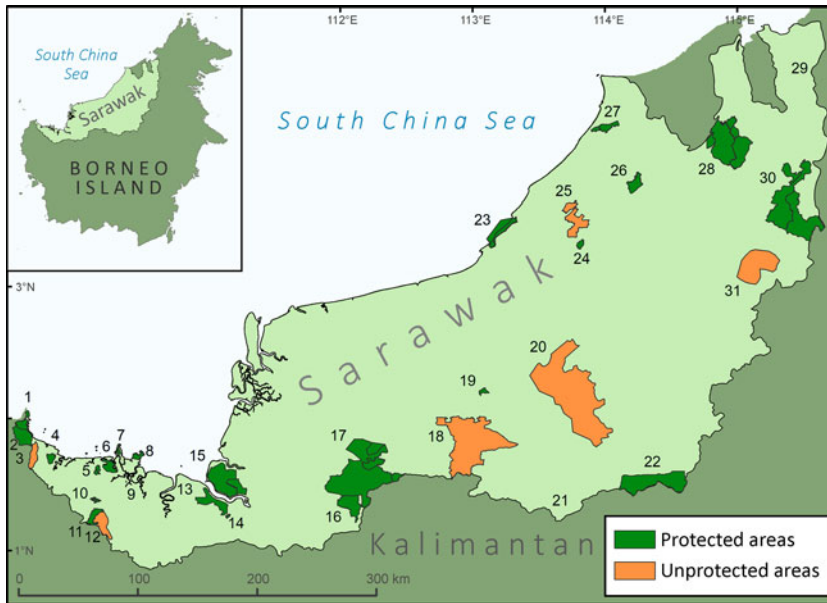 112°E
113°E
114°E
115°E
South China
Sea
Sarawak
BORNEO
ISLAND
South China Sea
29
27
28
26
30
25
23
24
31
3°N
Sarawak
20
19
1
2
3
4
5
6
7
8
9
10
11
12
13
14
15
17
18
16
22
21
1°N
Kalimantan
0
100
200
300 km
Protected areas
Unprotected areas